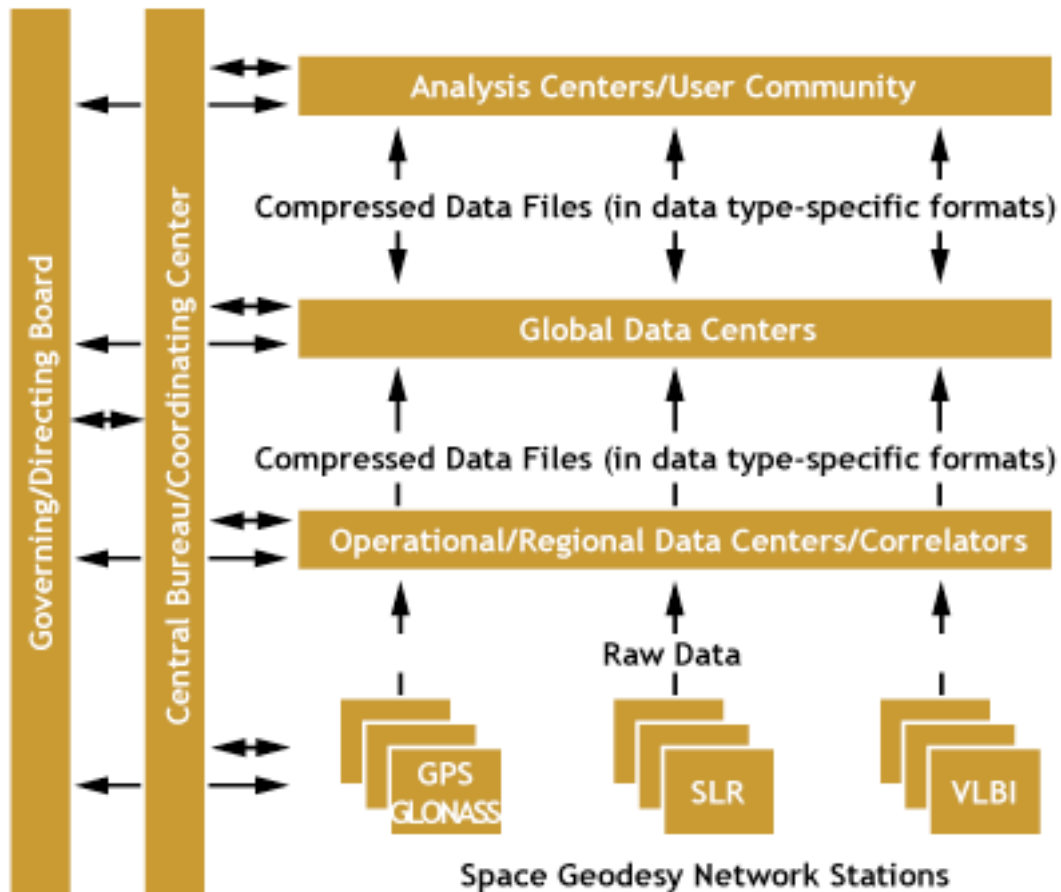 Governing/Directing Board
Central Bureau/Coordinating Center
Analysis Centers/User Community
Compressed Data Files (in data type-specific formats)
Global Data Centers
Compressed Data Files (in data type-specific formats)
Operational/Regional Data Centers/Correlators
Raw Data
GPS
GLONASS
SLR
VLBI
Space Geodesy Network Stations